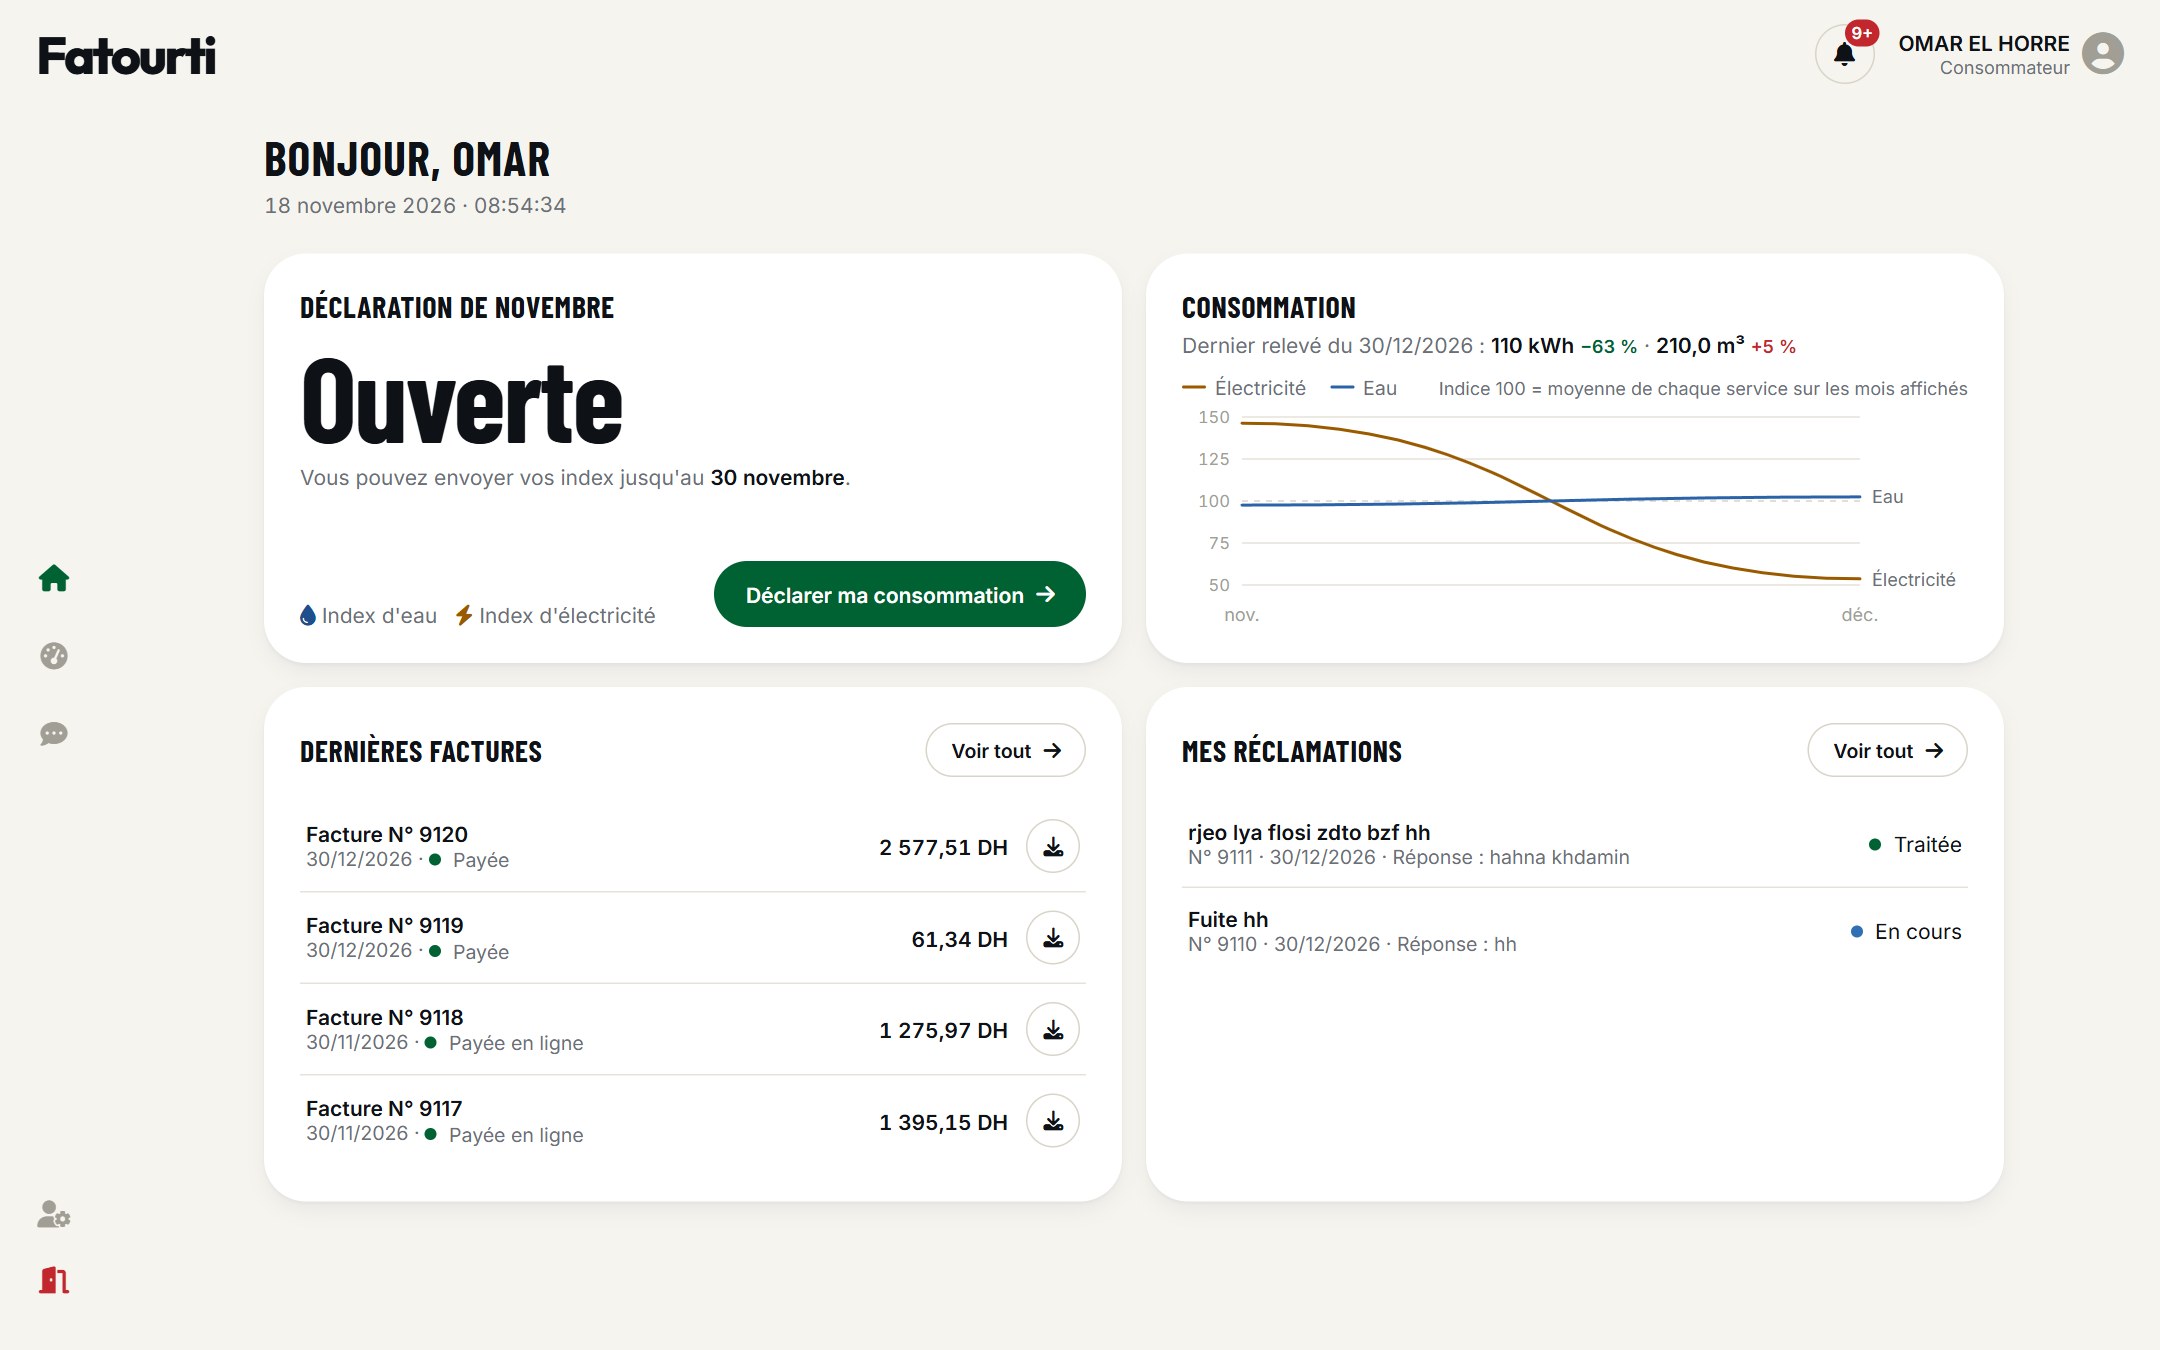 Fatourti
9+
OMAR EL HORRE
Consommateur
BONJOUR, OMAR
18 novembre 2026 · 08:54:34
DÉCLARATION DE NOVEMBRE
Ouverte
Vous pouvez envoyer vos index jusqu'au 30 novembre.
Index d'eau
Index d'électricité
Déclarer ma consommation
CONSOMMATION
Dernier relevé du 30/12/2026 : 110 kWh −63 % · 210,0 m³ +5 %
Électricité
Eau
Indice 100 = moyenne de chaque service sur les mois affichés
150
125
100
75
50
Eau
Électricité
nov.
déc.
DERNIÈRES FACTURES
Voir tout
Facture N° 9120
30/12/2026 · Payée
2 577,51 DH
Facture N° 9119
30/12/2026 · Payée
61,34 DH
Facture N° 9118
30/11/2026 · Payée en ligne
1 275,97 DH
Facture N° 9117
30/11/2026 · Payée en ligne
1 395,15 DH
MES RÉCLAMATIONS
Voir tout
rjeo lya flosi zdto bzf hh
N° 9111 · 30/12/2026 · Réponse : hahna khdamin
Traitée
Fuite hh
N° 9110 · 30/12/2026 · Réponse : hh
En cours